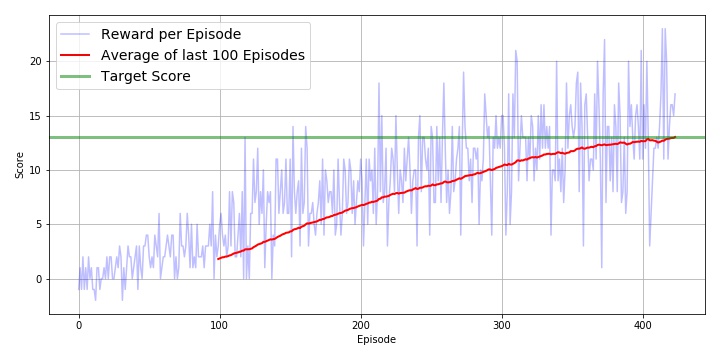 Reward per Episode
Average of last 100 Episodes
Target Score
20
15
10
5
0
Score
0 100 200 300 400
Episode